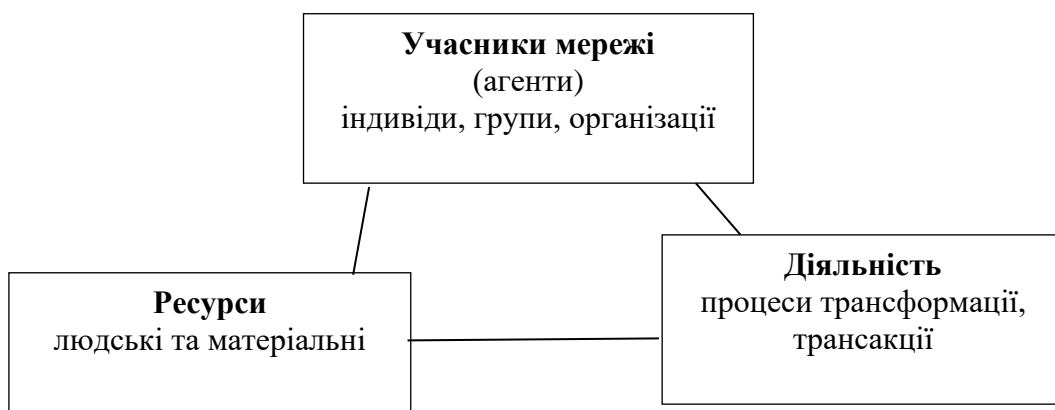 Учасники мережі
(агенти)
індивіди, групи, організації
Ресурси
людські та матеріальні
Діяльність
процеси трансформації,
трансакції